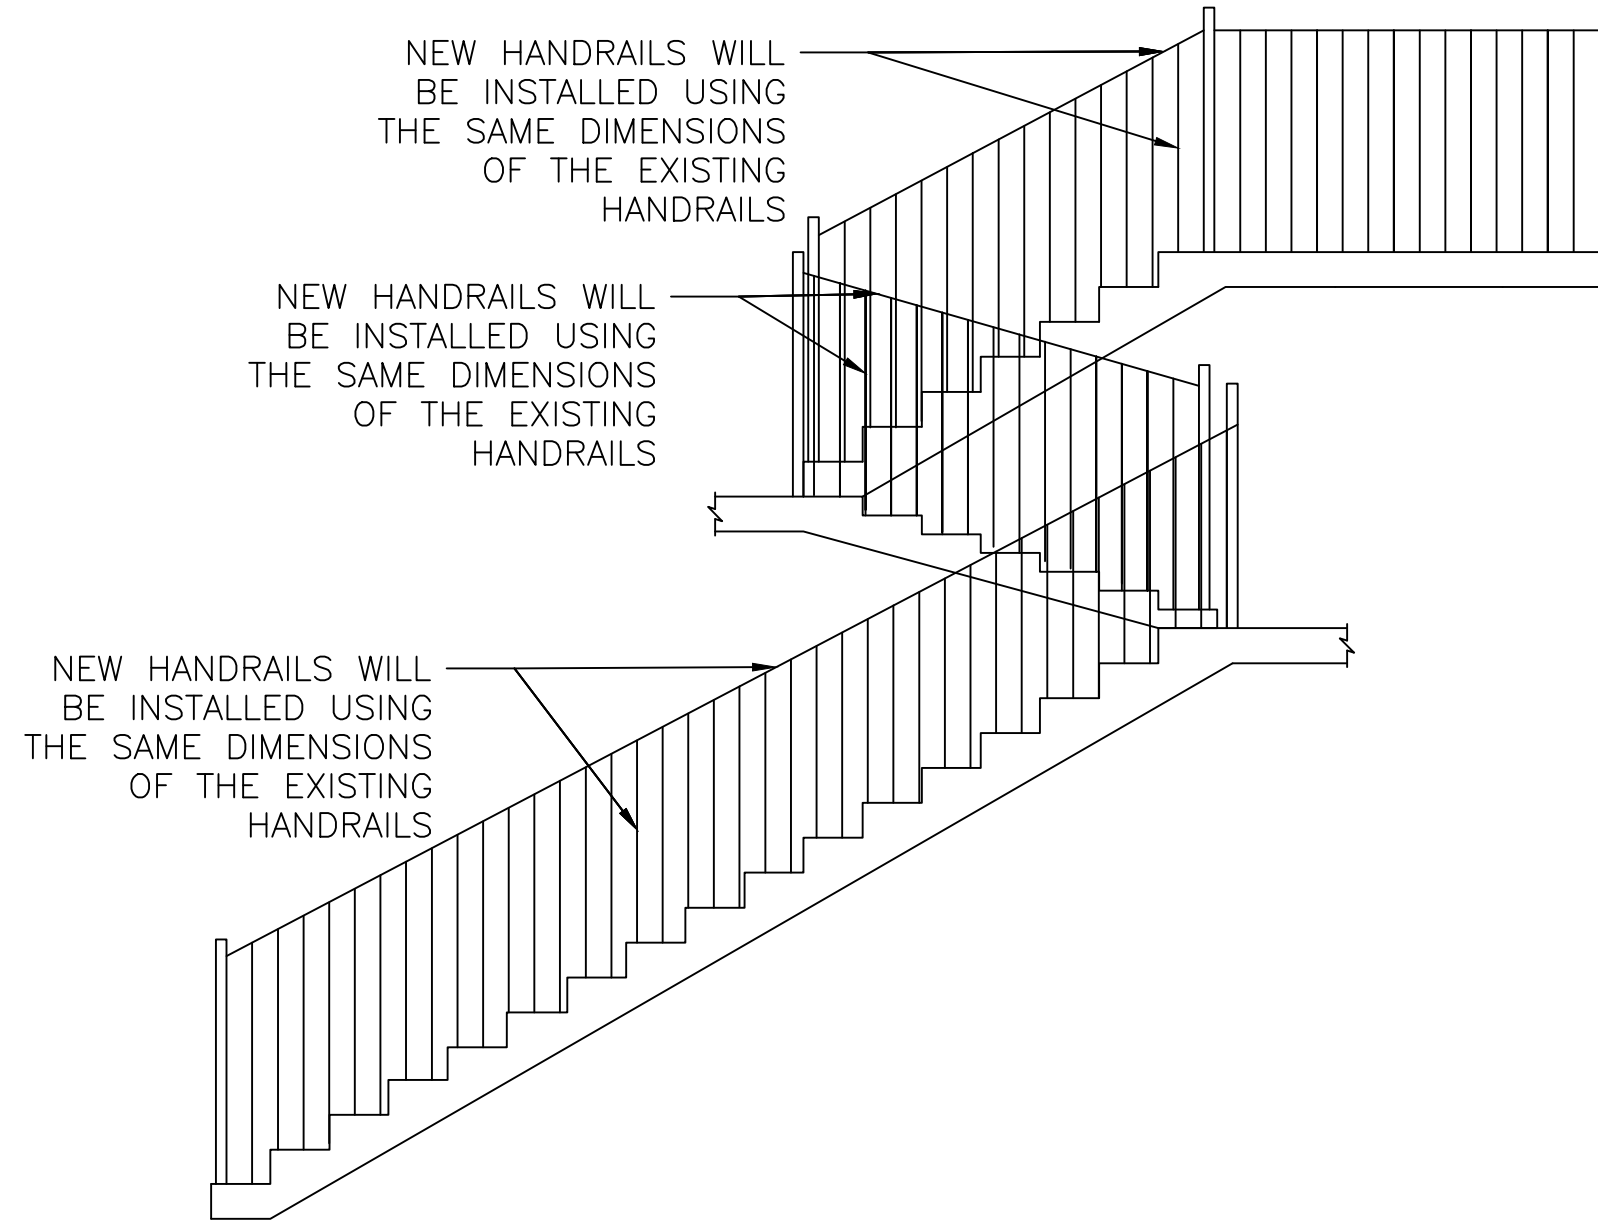 NEW HANDRAILS WILL
BE INSTALLED USING
THE SAME DIMENSIONS
OF THE EXISTING
HANDRAILS
NEW HANDRAILS WILL
BE INSTALLED USING
THE SAME DIMENSIONS
OF THE EXISTING
HANDRAILS
NEW HANDRAILS WILL
BE INSTALLED USING
THE SAME DIMENSIONS
OF THE EXISTING
HANDRAILS